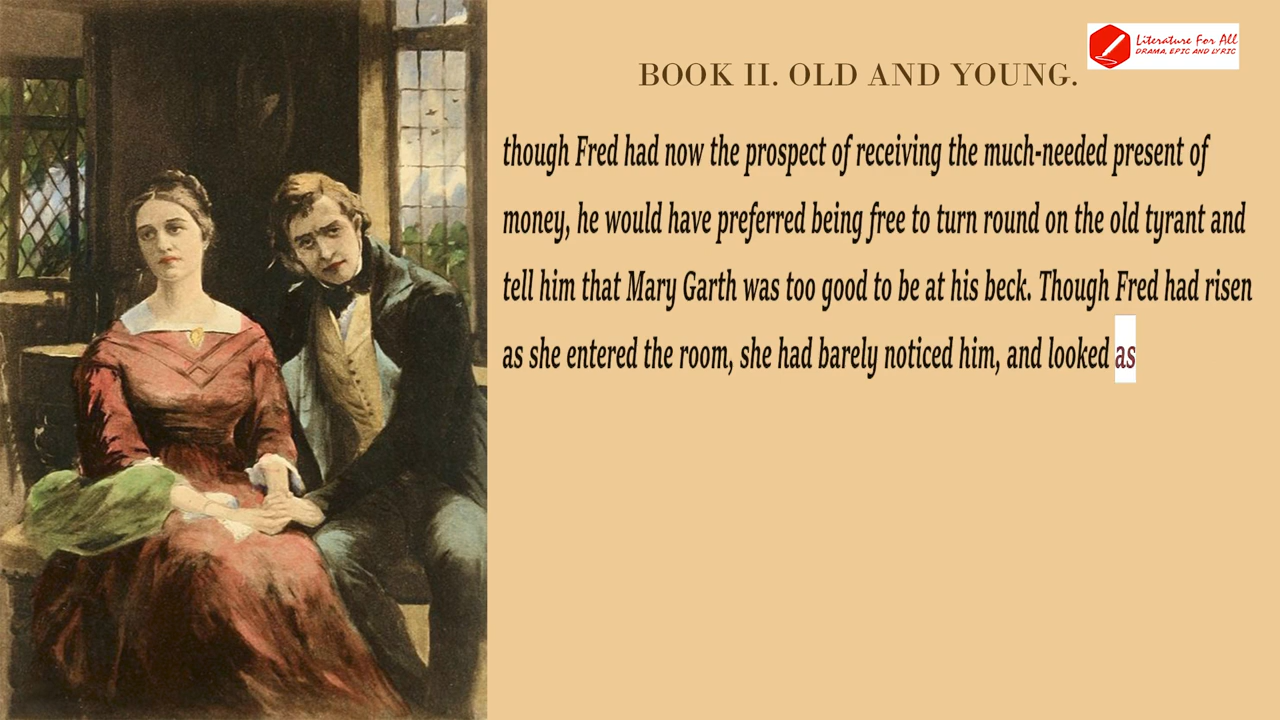 Literature For All
DRAMA, EPIC AND LYRIC
BOOK II. OLD AND YOUNG.
though Fred had now the prospect of receiving the much-needed present of
money, he would have preferred being free to turn round on the old tyrant and
tell him that Mary Garth was too good to be at his beck. Though Fred had risen
as she entered the room, she had barely noticed him, and looked as